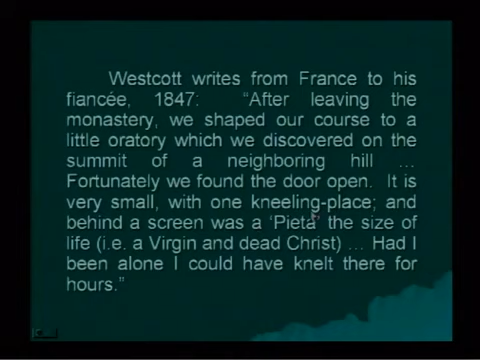 Westcott writes from France to his
fiancée, 1847: “After leaving the
monastery, we shaped our course to a
little oratory which we discovered on the
summit of a neighboring hill ...
Fortunately we found the door open. It is
very small, with one kneeling-place; and
behind a screen was a ‘Pieta’ the size of
life (i.e. a Virgin and dead Christ) ... Had I
been alone I could have knelt there for
hours.”